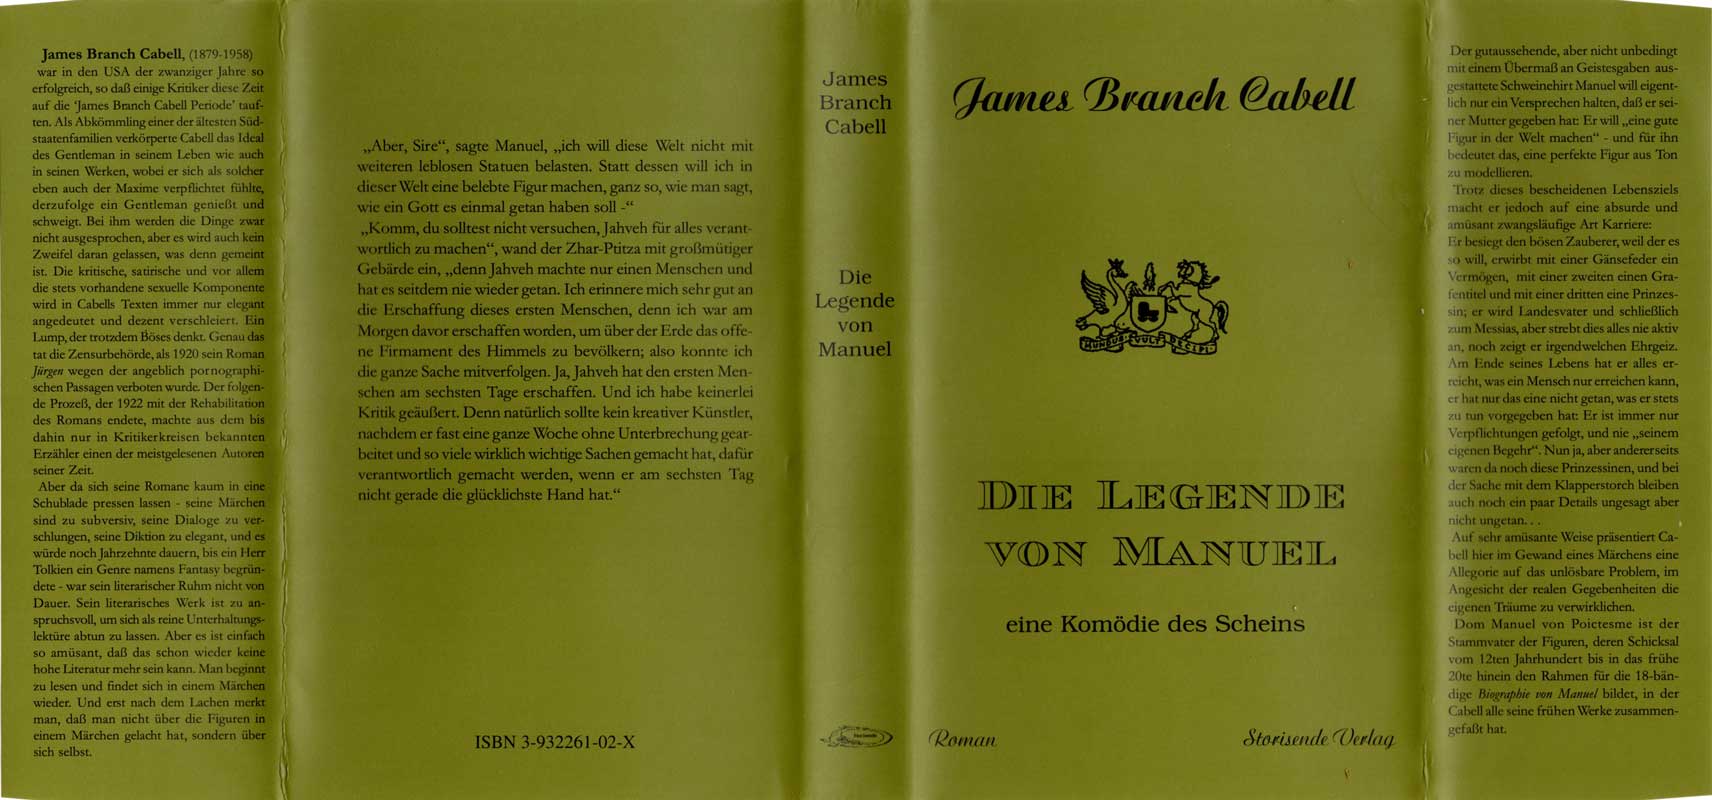 James Branch Cabell, (1879-1958)
war in den USA der zwanziger Jahre so
erfolgreich, so daß einige Kritiker diese Zeit
auf die ‘James Branch Cabell Periode’ tauf-
ten. Als Abkömmling einer der ältesten Süd-
staatenfamilien verkörperte Cabell das Ideal
des Gentleman in seinem Leben wie auch
in seinen Werken, wobei er sich als solcher
eben auch der Maxime verpflichtet fühlte,
derzufolge ein Gentleman genießt und
schweigt. Bei ihm werden die Dinge zwar
nicht ausgesprochen, aber es wird auch kein
Zweifel daran gelassen, was denn gemeint
ist. Die kritische, satirische und vor allem
die stets vorhandene sexuelle Komponente
wird in Cabells Texten immer nur elegant
angedeutet und dezent verschleiert. Ein
Lump, der trotzdem Böses denkt. Genau das
tat die Zensurbehörde, als 1920 sein Roman
Jürgen wegen der angeblich pornographi-
schen Passagen verboten wurde. Der folgen-
de Prozeß, der 1922 mit der Rehabilitation
des Romans endete, machte aus dem bis
dahin nur in Kritikerkreisen bekannten
Erzähler einen der meistgelesenen Autoren
seiner Zeit.
Aber da sich seine Romane kaum in eine
Schublade pressen lassen - seine Märchen
sind zu subversiv, seine Dialoge zu ver-
schlungen, seine Diktion zu elegant, und es
würde noch Jahrzehnte dauern, bis ein Herr
Tolkien ein Genre namens Fantasy begrün-
dete - war sein literarischer Ruhm nicht von
Dauer. Sein literarisches Werk ist zu an-
spruchsvoll, um sich als reine Unterhaltungs-
lektüre abtun zu lassen. Aber es ist einfach
so amüsant, daß das schon wieder keine
hohe Literatur mehr sein kann. Man beginnt
zu lesen und findet sich in einem Märchen
wieder. Und erst nach dem Lachen merkt
man, daß man nicht über die Figuren in
einem Märchen gelacht hat, sondern über
sich selbst.
„Aber, Sire“, sagte Manuel, „ich will diese Welt nicht mit
weiteren leblosen Statuen belasten. Statt dessen will ich in
dieser Welt eine belebte Figur machen, ganz so, wie man sagt,
wie ein Gott es einmal getan haben soll -“
„Komm, du solltest nicht versuchen, Jahveh für alles verant-
wortlich zu machen“, wand der Zhar-Ptitza mit großmütiger
Gebärde ein, „denn Jahveh machte nur einen Menschen und
hat es seitdem nie wieder getan. Ich erinnere mich sehr gut an
die Erschaffung dieses ersten Menschen, denn ich war am
Morgen davor erschaffen worden, um über der Erde das offe-
ne Firmament des Himmels zu bevölkern; also konnte ich
die ganze Sache mitverfolgen. Ja, Jahveh hat den ersten Men-
schen am sechsten Tage erschaffen. Und ich habe keinerlei
Kritik geäußert. Denn natürlich sollte kein kreativer Künstler,
nachdem er fast eine ganze Woche ohne Unterbrechung gear-
beitet und so viele wirklich wichtige Sachen gemacht hat, dafür
verantwortlich gemacht werden, wenn er am sechsten Tag
nicht gerade die glücklichste Hand hat.“
ISBN 3-932261-02-X
James
Branch
Cabell
Die
Legende
von
Manuel
James Branch Cabell
MUNDUS VULT DECIPI
DIE LEGENDE
VON MANUEL
eine Komödie des Scheins
Roman
Storisende Verlag
Der gutaussehende, aber nicht unbedingt
mit einem Übermaß an Geistesgaben aus-
gestattete Schweinehirt Manuel will eigent-
lich nur ein Versprechen halten, daß er sei-
ner Mutter gegeben hat: Er will „eine gute
Figur in der Welt machen“ - und für ihn
bedeutet das, eine perfekte Figur aus Ton
zu modellieren.
Trotz dieses bescheidenen Lebensziels
macht er jedoch auf eine absurde und
amüsant zwangsläufige Art Karriere:
Er besiegt den bösen Zauberer, weil der es
so will, erwirbt mit einer Gänsefeder ein
Vermögen, mit einer zweiten einen Gra-
fentitel und mit einer dritten eine Prinzes-
sin; er wird Landesvater und schließlich
zum Messias, aber strebt dies alles nie aktiv
an, noch zeigt er irgendwelchen Ehrgeiz.
Am Ende seines Lebens hat er alles er-
reicht, was ein Mensch nur erreichen kann,
er hat nur das eine nicht getan, was er stets
zu tun vorgegeben hat: Er ist immer nur
Verpflichtungen gefolgt, und nie „seinem
eigenen Begehr“. Nun ja, aber andererseits
waren da noch diese Prinzessinen, und bei
der Sache mit dem Klapperstorch bleiben
auch noch ein paar Details ungesagt aber
nicht ungetan. . .
Auf sehr amüsante Weise präsentiert Ca-
bell hier im Gewand eines Märchens eine
Allegorie auf das unlösbare Problem, im
Angesicht der realen Gegebenheiten die
eigenen Träume zu verwirklichen.
Dom Manuel von Poictesme ist der
Stammvater der Figuren, deren Schicksal
vom 12ten Jahrhundert bis in das frühe
20te hinein den Rahmen für die 18-bän-
dige Biographie von Manuel bildet, in der
Cabell alle seine frühen Werke zusammen-
gefaßt hat.